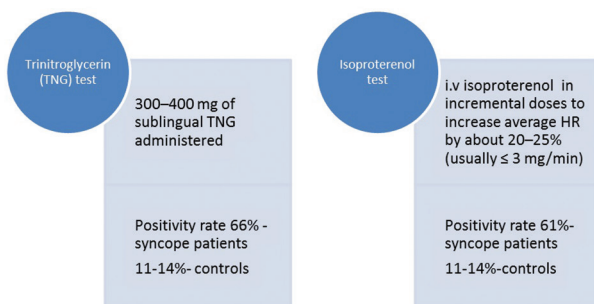 Trinitroglycerin
(TNG) test
300–400 mg of
sublingual TNG
administered
Positivity rate 66% -
syncope patients
11-14%- controls
Isoproterenol
test
i.v isoproterenol in
incremental doses to
increase average HR
by about 20–25%
(usually ≤ 3 mg/min)
Positivity rate 61%-
syncope patients
11-14%-controls